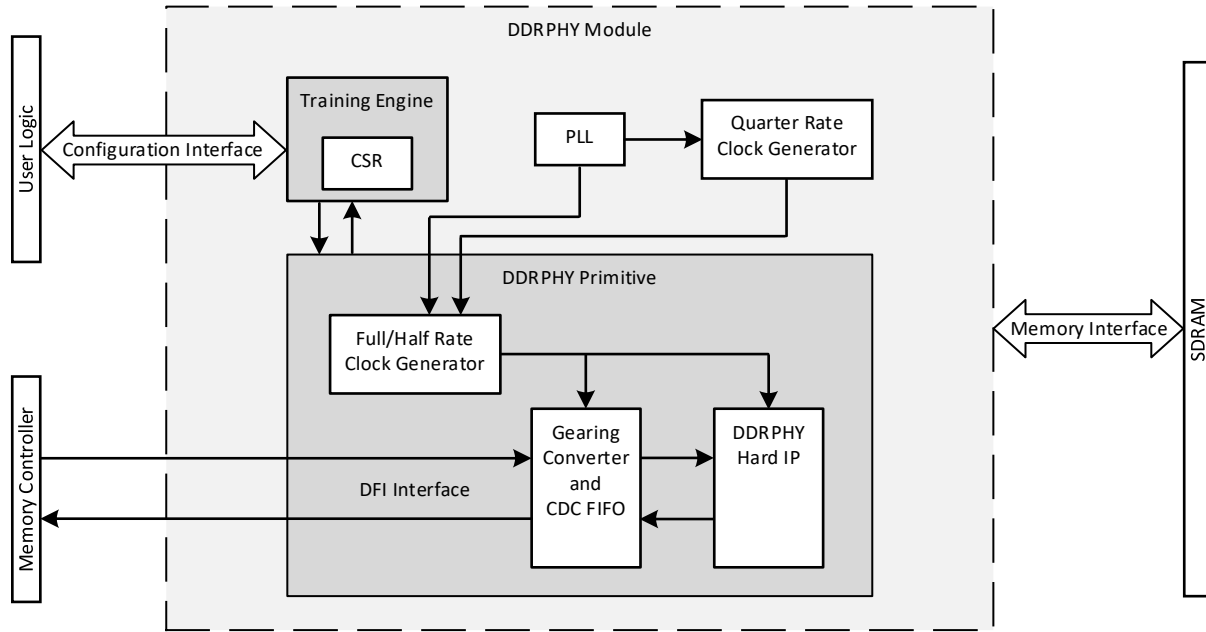 DDRPHY Module
User Logic
Configuration Interface
Training Engine
CSR
PLL
Quarter Rate
Clock Generator
DDRPHY Primitive
Full/Half Rate
Clock Generator
Memory Interface
SDRAM
Memory Controller
DFI Interface
Gearing
Converter
and
CDC FIFO
DDRPHY
Hard IP